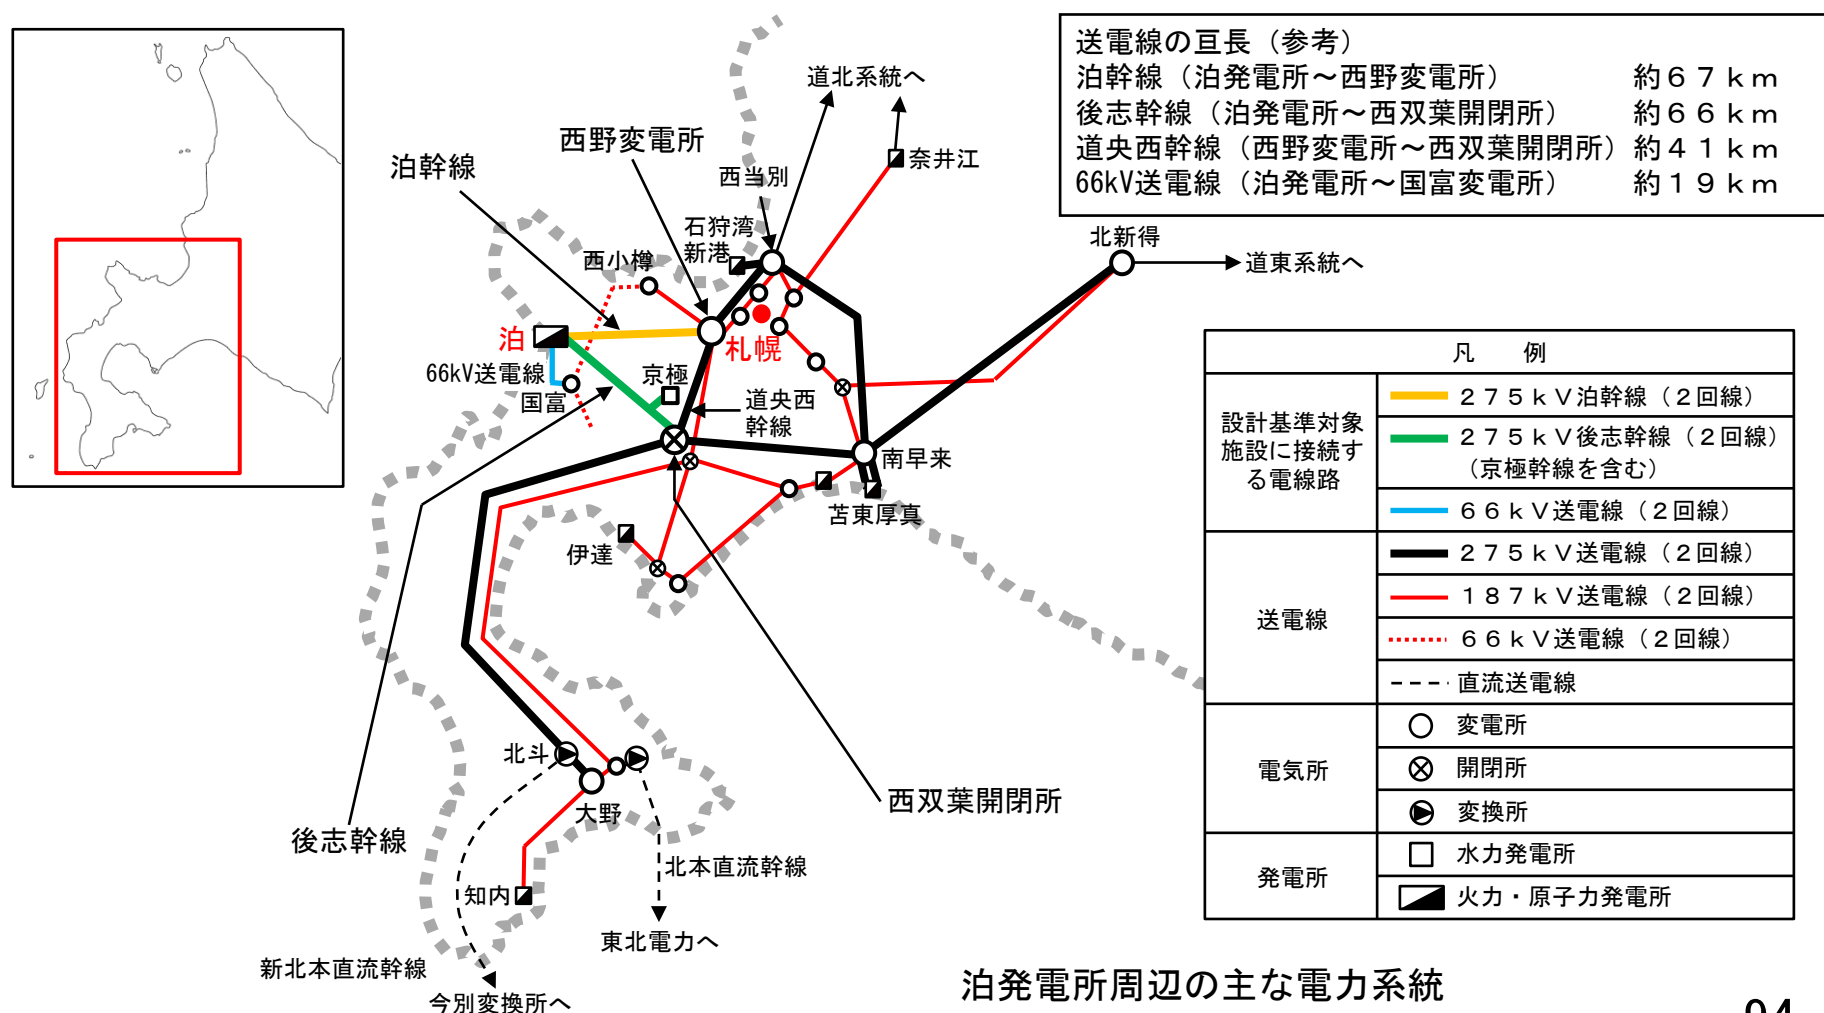 送電線の亘長（参考）
泊幹線（泊発電所～西野変電所） 約６７ｋｍ
後志幹線（泊発電所～西双葉開閉所） 約６６ｋｍ
道央西幹線（西野変電所～西双葉開閉所） 約４１ｋｍ
66kV送電線（泊発電所～国富変電所） 約１９ｋｍ
道北系統へ
西野変電所
奈井江
泊幹線
西当別
石狩湾
新港
北新得
道東系統へ
西小樽
泊
札幌
66kV送電線
京極
国富
道央西
幹線
南早来
苫東厚真
伊達
北斗
大野
西双葉開閉所
後志幹線
北本直流幹線
知内
東北電力へ
新北本直流幹線
今別変換所へ
凡　例
設計基準対象
施設に接続す
る電線路
２７５ｋＶ泊幹線（２回線）
２７５ｋＶ後志幹線（２回線）
（京極幹線を含む）
６６ｋＶ送電線（２回線）
送電線
２７５ｋＶ送電線（２回線）
１８７ｋＶ送電線（２回線）
６６ｋＶ送電線（２回線）
直流送電線
電気所
変電所
開閉所
変換所
発電所
水力発電所
火力・原子力発電所
泊発電所周辺の主な電力系統